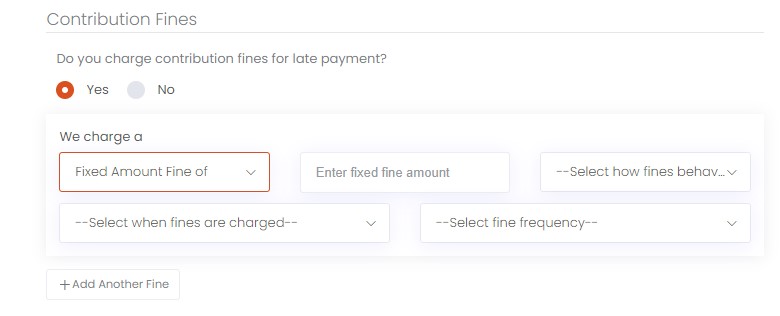 Contribution Fines
Do you charge contribution fines for late payment?
Yes No
We charge a
Fixed Amount Fine of Enter fixed fine amount --Select how fines behav...
--Select when fines are charged-- --Select fine frequency--
+Add Another Fine